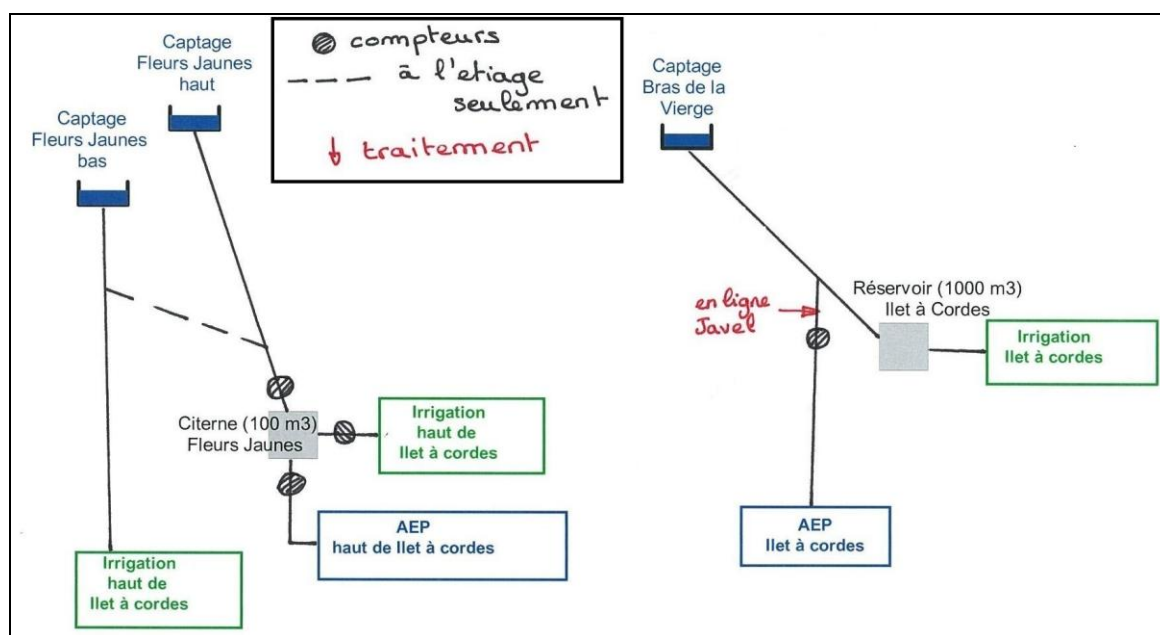 Captage
Fleurs Jaunes
haut
Captage
Fleurs Jaunes
bas
compteurs
à l'etiage
seulement
traitement
Captage
Bras de la
Vierge
en ligne
Javel
Réservoir (1000 m3)
Ilet à Cordes
Irrigation
Ilet à cordes
Citerne (100 m3)
Fleurs Jaunes
Irrigation
haut de
Ilet à cordes
AEP
haut de Ilet à cordes
Irrigation
haut de
Ilet à cordes
AEP
Ilet à cordes